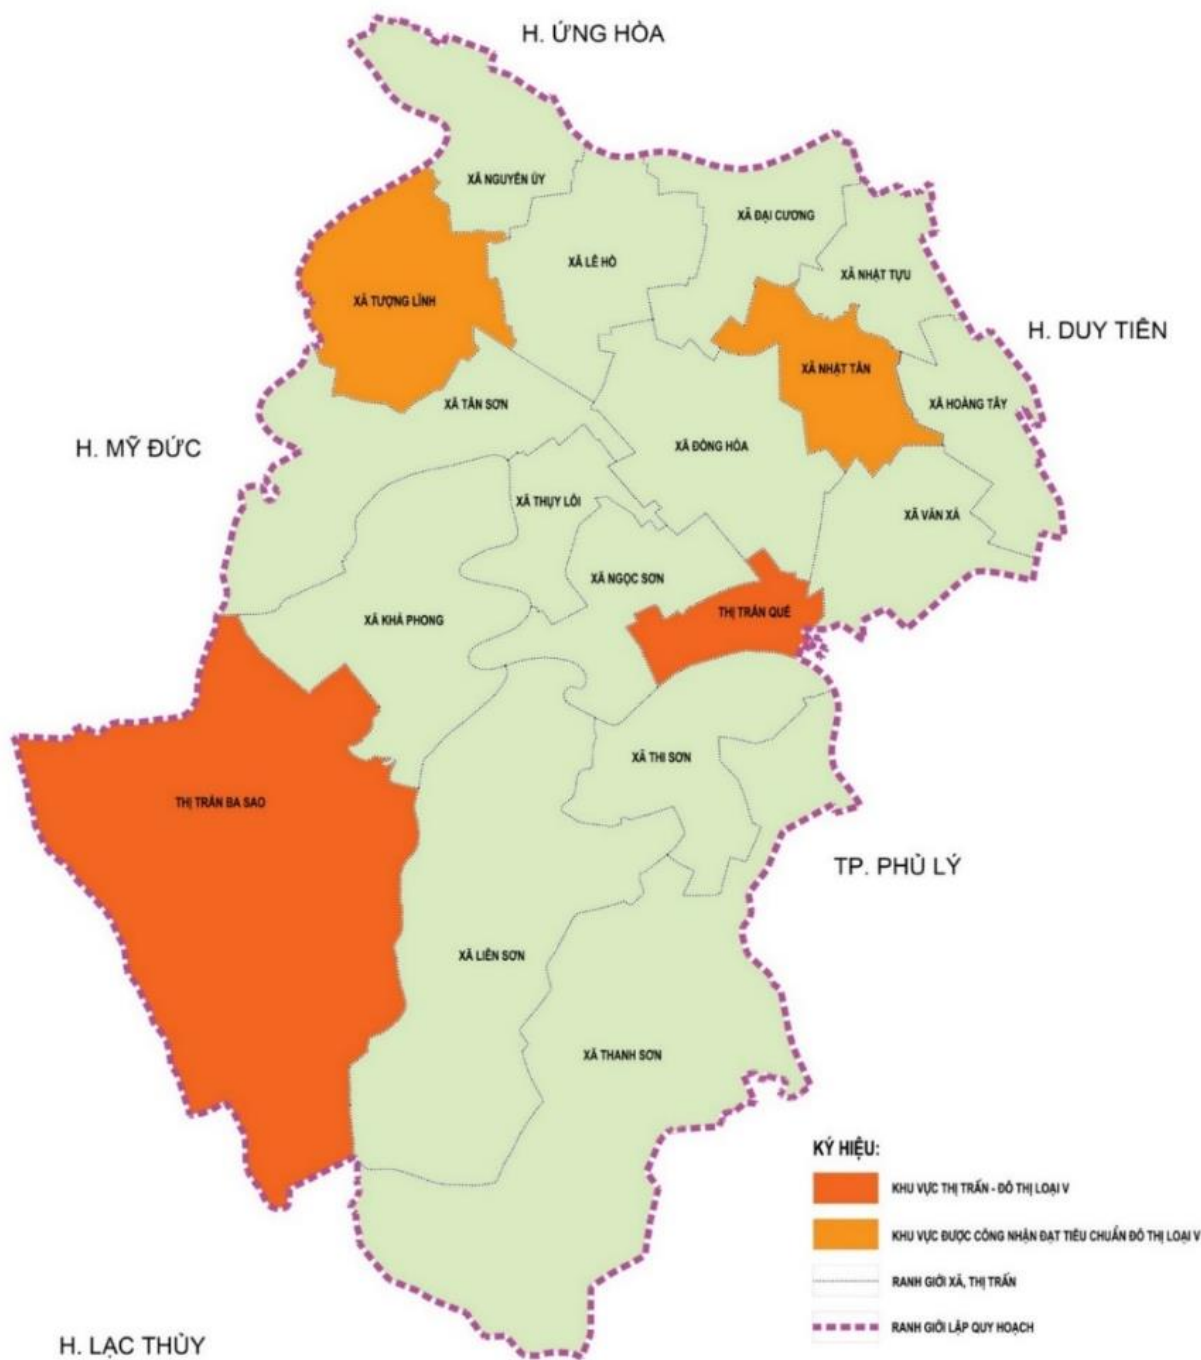 H. ỨNG HÒA
XÃ NGUYỄN ÚY
XÃ ĐẠI CƯƠNG
XÃ LÊ HỒ
XÃ NHẬT TỰU
XÃ TƯỢNG LĨNH
H. DUY TIÊN
XÃ NHẬT TÂN
XÃ TÂN SƠN
XÃ HOÀNG TÂY
H. MỸ ĐỨC
XÃ ĐỒNG HÓA
XÃ THỤY LÔI
XÃ VĂN XÁ
XÃ NGỌC SƠN
THỊ TRẤN QUẾ
XÃ KHẢ PHONG
XÃ THI SƠN
THỊ TRẤN BA SAO
TP. PHỦ LÝ
XÃ LIÊN SƠN
XÃ THANH SƠN
KÝ HIỆU:
KHU VỰC THỊ TRẤN - ĐÔ THỊ LOẠI V
KHU VỰC ĐƯỢC CÔNG NHẬN ĐẠT TIÊU CHUẨN ĐÔ THỊ LOẠI V
RANH GIỚI XÃ, THỊ TRẤN
RANH GIỚI LẬP QUY HOẠCH
H. LẠC THỦY